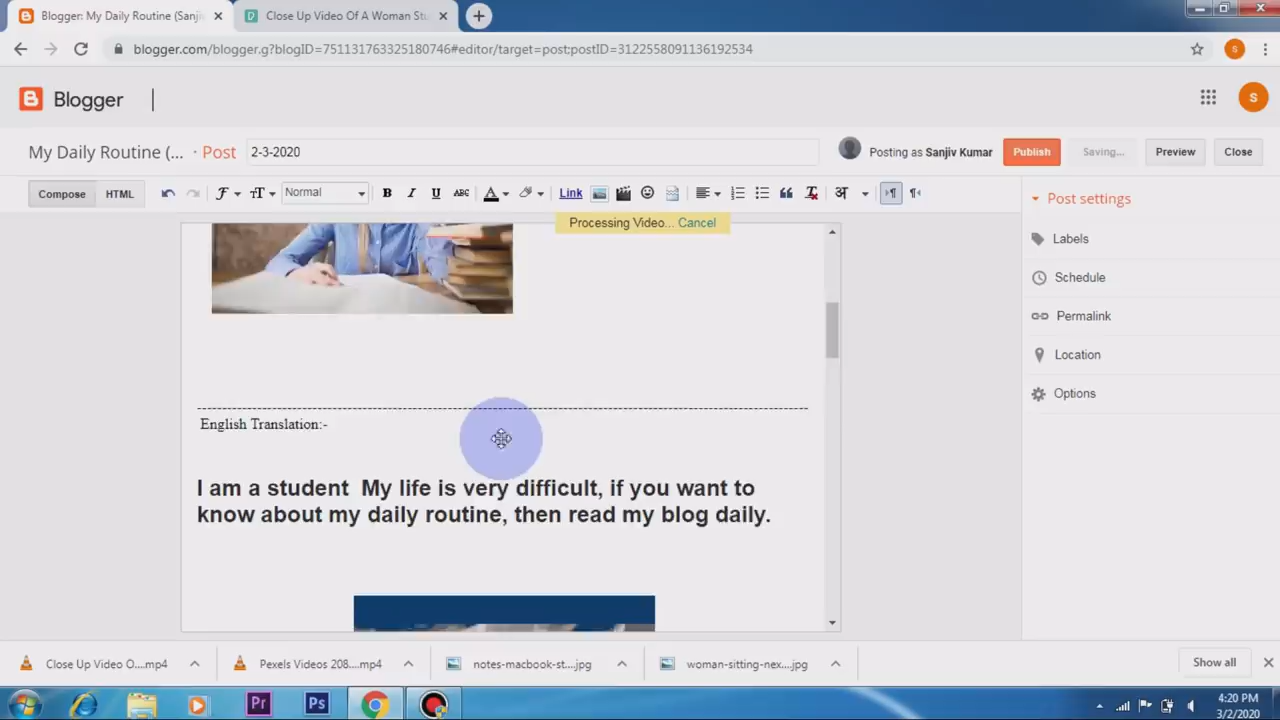 Blogger: My Daily Routine (Sanji
Close Up Video Of A Woman Stu
blogger.com/blogger.g?blogID=751131763325180746#editor/target=post;postID=3122558091136192534
S
Blogger
S
My Daily Routine (... · Post
2-3-2020
Posting as Sanjiv Kumar
Publish
Saving...
Preview
Close
Compose
HTML
Normal
B I U ABC A
Link
अ
Post settings
Processing Video... Cancel
Labels
Schedule
Permalink
Location
Options
English Translation:-
I am a student  My life is very difficult, if you want to
know about my daily routine, then read my blog daily.
Close Up Video O....mp4
Pexels Videos 208....mp4
notes-macbook-st....jpg
woman-sitting-nex....jpg
Show all
Pr
Ps
4:20 PM
3/2/2020